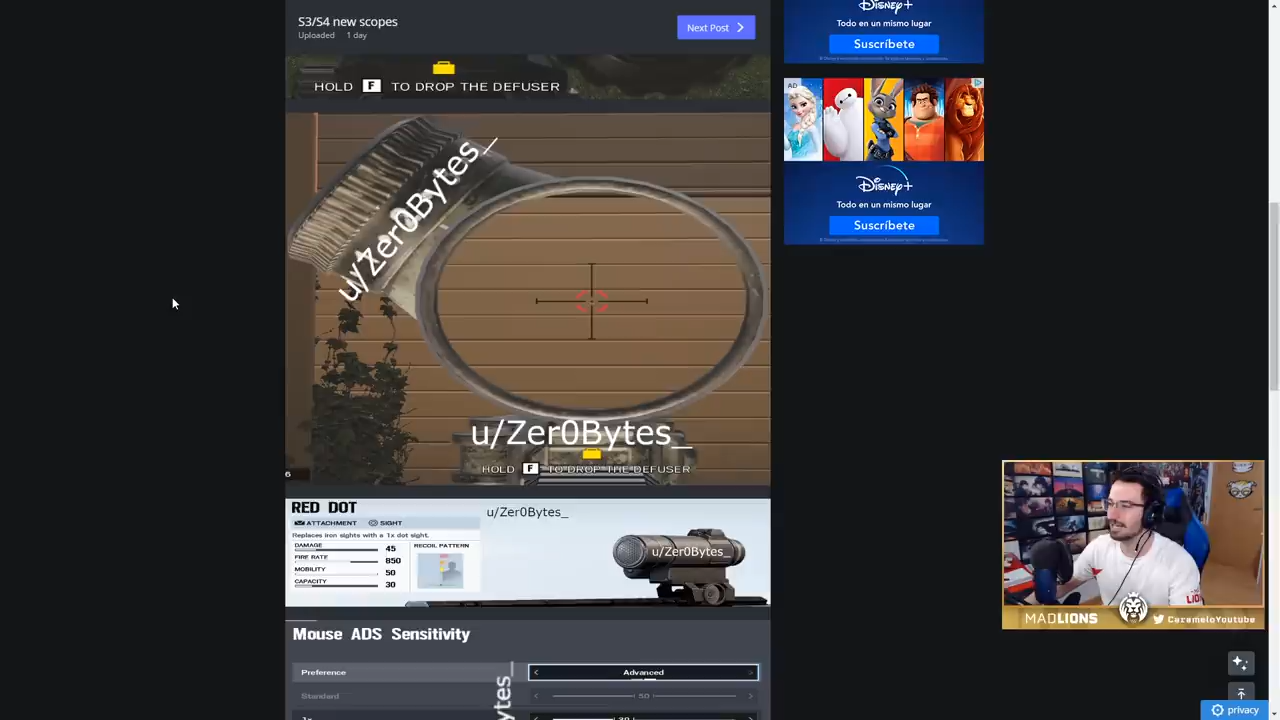 S3/S4 new scopes
Uploaded 1 day
Next Post
HOLD F TO DROP THE DEFUSER
u/Zer0Bytes_
u/Zer0Bytes_
HOLD F TO DROP THE DEFUSER
6
RED DOT
ATTACHMENT SIGHT
Replaces iron sights with a 1x dot sight.
DAMAGE 45
FIRE RATE 850
MOBILITY 50
CAPACITY 30
RECOIL PATTERN
u/Zer0Bytes_
u/Zer0Bytes_
Mouse ADS Sensitivity
Preference Advanced
Standard 50
Bytes_
Disney+
Todo en un mismo lugar
Suscríbete
AD
Disney+
Todo en un mismo lugar
Suscríbete
MADLIONS CarameloYoutube
privacy